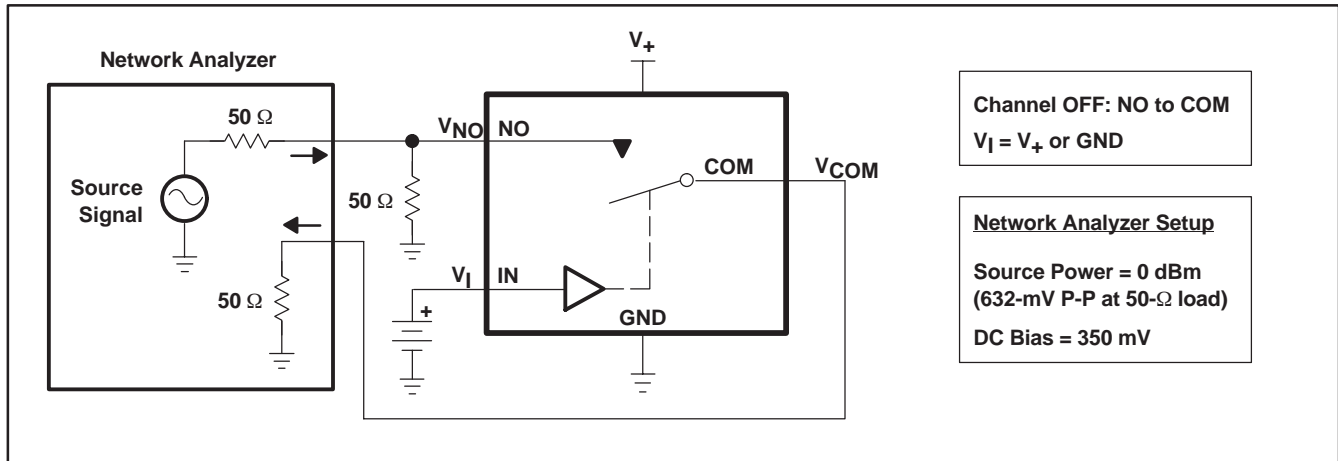 Network Analyzer
50 Ω
Source
Signal
50 Ω
V+
VNO NO
50 Ω
COM VCOM
VI IN
+
GND
Channel OFF: NO to COM
VI = V+ or GND
Network Analyzer Setup
Source Power = 0 dBm
(632-mV P-P at 50-Ω load)
DC Bias = 350 mV